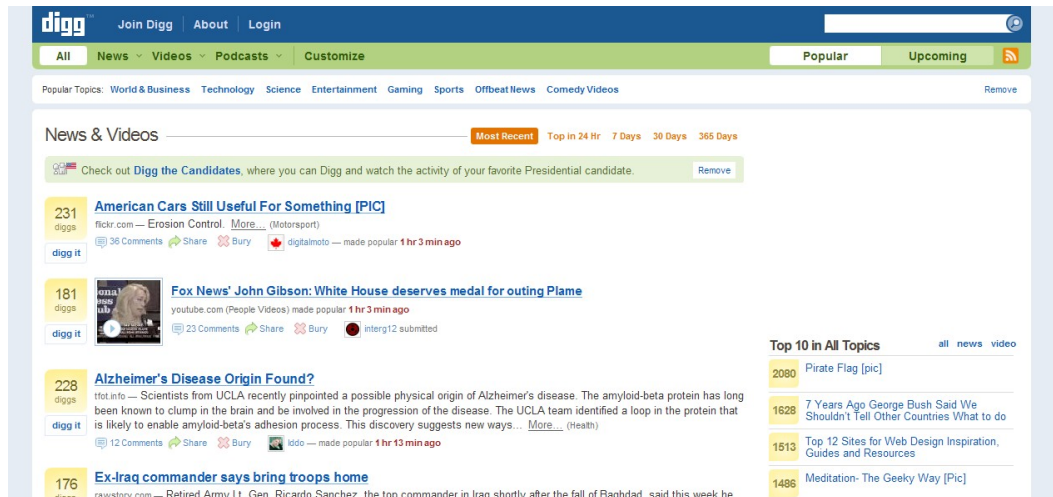 digg™ Join Digg About Login
All News Videos Podcasts Customize Popular Upcoming
Popular Topics: World & Business Technology Science Entertainment Gaming Sports Offbeat News Comedy Videos Remove
News & Videos Most Recent Top in 24 Hr 7 Days 30 Days 365 Days
Check out Digg the Candidates, where you can Digg and watch the activity of your favorite Presidential candidate. Remove
231 diggs
digg it
American Cars Still Useful For Something [PIC]
flickr.com — Erosion Control. More... (Motorsport)
36 Comments Share Bury digitalmoto — made popular 1 hr 3 min ago
181 diggs
digg it
Fox News' John Gibson: White House deserves medal for outing Plame
youtube.com (People Videos) made popular 1 hr 3 min ago
23 Comments Share Bury interg12 submitted
228 diggs
digg it
Alzheimer's Disease Origin Found?
tfot.info — Scientists from UCLA recently pinpointed a possible physical origin of Alzheimer's disease. The amyloid-beta protein has long
been known to clump in the brain and be involved in the progression of the disease. The UCLA team identified a loop in the protein that
is likely to enable amyloid-beta's adhesion process. This discovery suggests new ways... More... (Health)
12 Comments Share Bury iddo — made popular 1 hr 13 min ago
176
Ex-Iraq commander says bring troops home
rawstory.com — Retired Army Lt. Gen. Ricardo Sanchez, the top commander in Iraq shortly after the fall of Baghdad, said this week he
Top 10 in All Topics all news video
2080 Pirate Flag [pic]
1628 7 Years Ago George Bush Said We
Shouldn't Tell Other Countries What to do
1513 Top 12 Sites for Web Design Inspiration,
Guides and Resources
1486 Meditation- The Geeky Way [Pic]